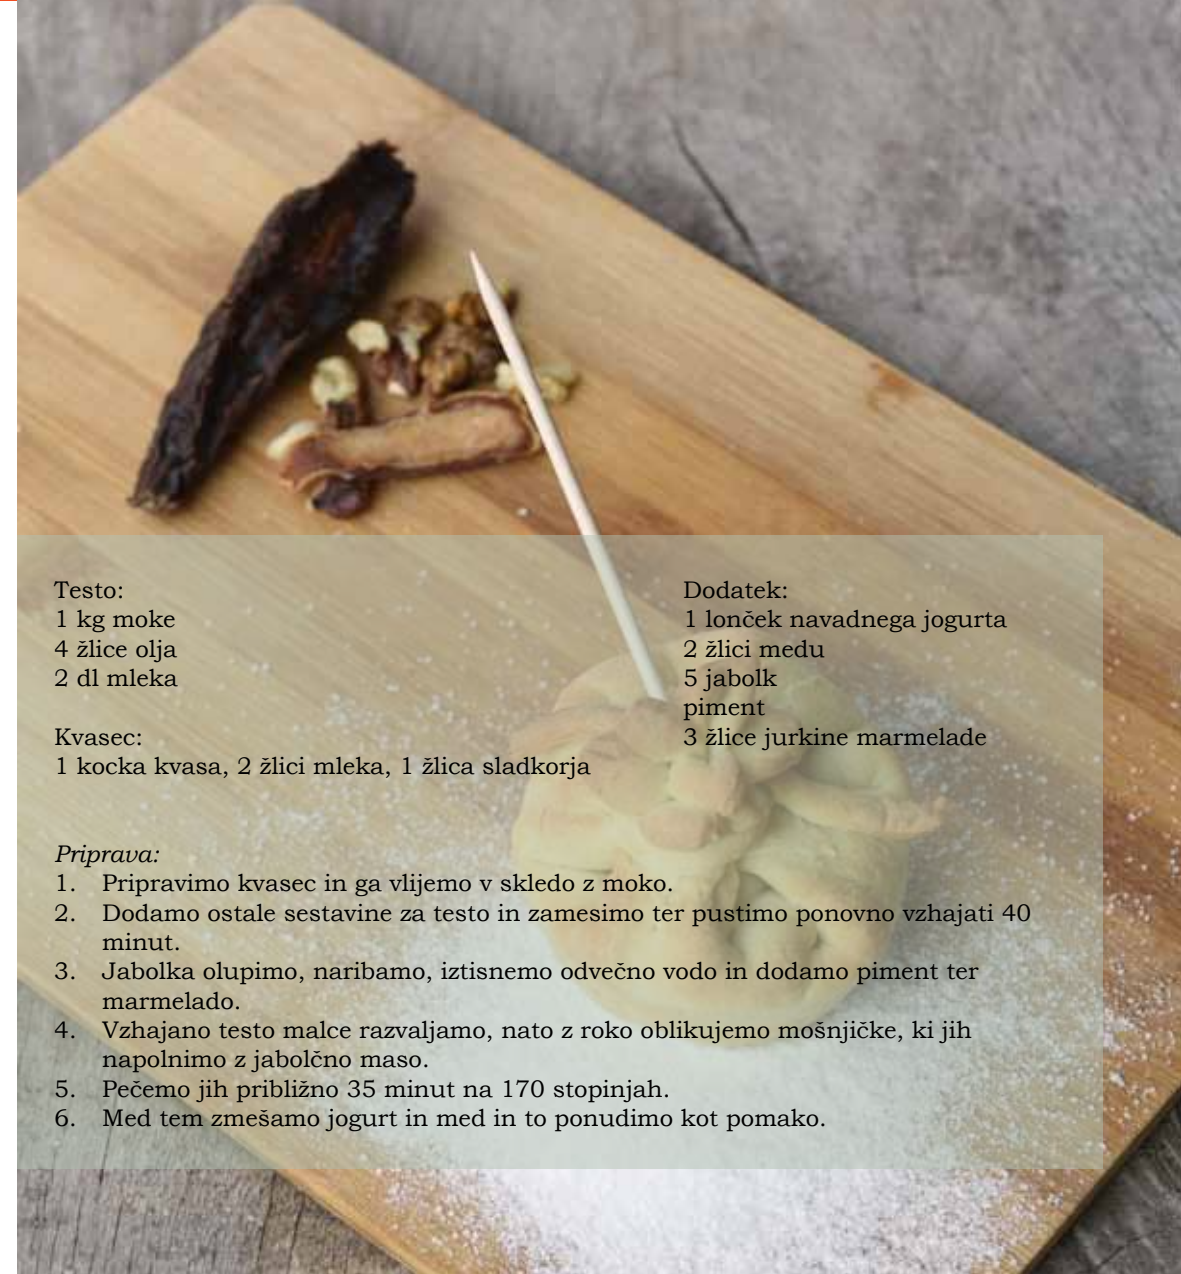 Testo:
1 kg moke
4 žlice olja
2 dl mleka
Kvasec:
1 kocka kvasa, 2 žlici mleka, 1 žlica sladkorja
Dodatek:
1 lonček navadnega jogurta
2 žlici medu
5 jabolk
piment
3 žlice jurkine marmelade
Priprava:
1. Pripravimo kvasec in ga vlijemo v skledo z moko.
2. Dodamo ostale sestavine za testo in zamesimo ter pustimo ponovno vzhajati 40
minut.
3. Jabolka olupimo, naribamo, iztisnemo odvečno vodo in dodamo piment ter
marmelado.
4. Vzhajano testo malce razvaljamo, nato z roko oblikujemo mošnjičke, ki jih
napolnimo z jabolčno maso.
5. Pečemo jih približno 35 minut na 170 stopinjah.
6. Med tem zmešamo jogurt in med in to ponudimo kot pomako.